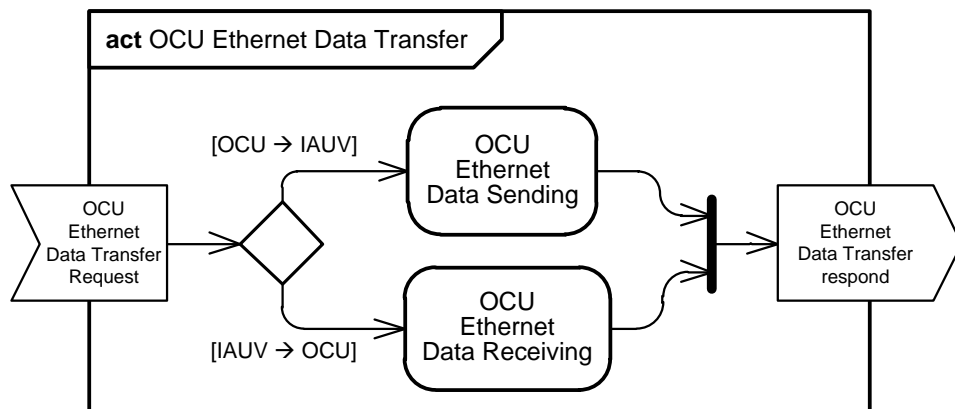 act OCU Ethernet Data Transfer
[OCU → IAUV]
OCU
Ethernet
Data Sending
OCU
Ethernet
Data Transfer
Request
OCU
Ethernet
Data Transfer
respond
[IAUV → OCU]
OCU
Ethernet
Data Receiving